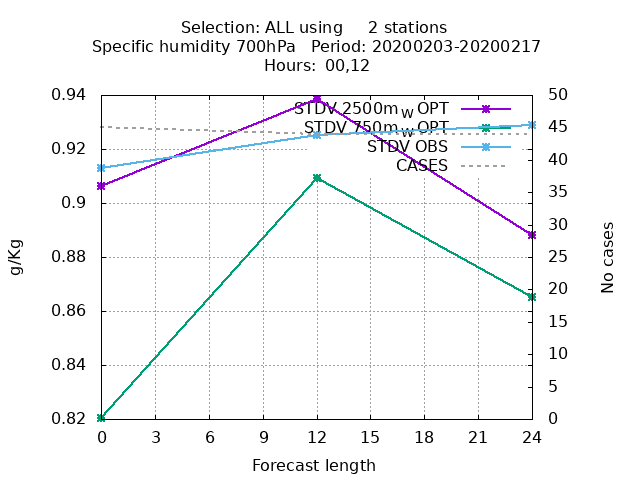 Selection: ALL using 2 stations
Specific humidity 700hPa Period: 20200203-20200217
Hours: 00,12
0.94
0.92
0.9
0.88
0.86
0.84
0.82
g/Kg
STDV 2500m_W OPT
STDV 750m_W OPT
STDV OBS
CASES
50
45
40
35
30
25
20
15
10
5
0
No cases
0 3 6 9 12 15 18 21 24
Forecast length